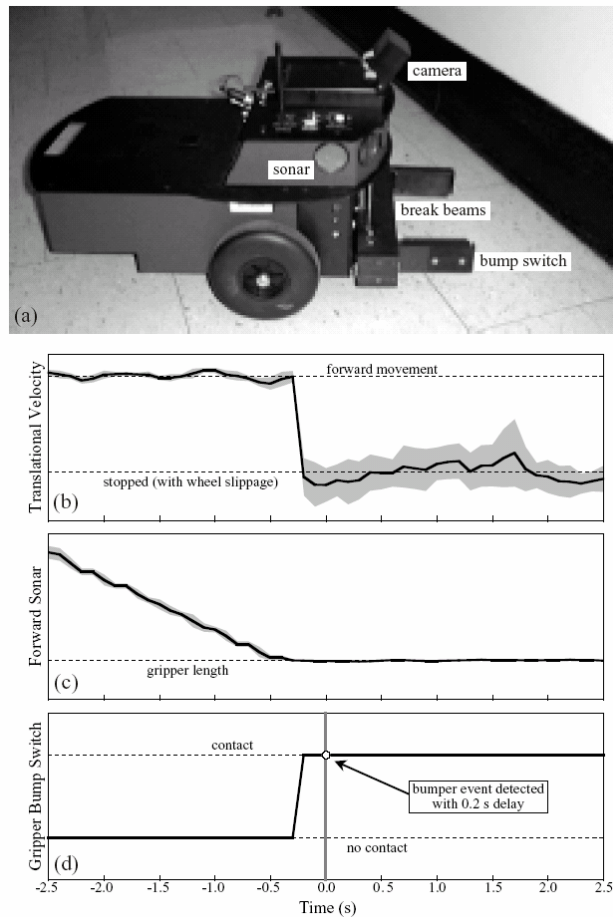 camera
sonar
break beams
bump switch
(a)
Translational Velocity
forward movement
stopped (with wheel slippage)
(b)
Forward Sonar
gripper length
(c)
Gripper Bump Switch
contact
bumper event detected
with 0.2 s delay
no contact
(d)
-2.5 -2.0 -1.5 -1.0 -0.5 0.0 0.5 1.0 1.5 2.0 2.5
Time (s)